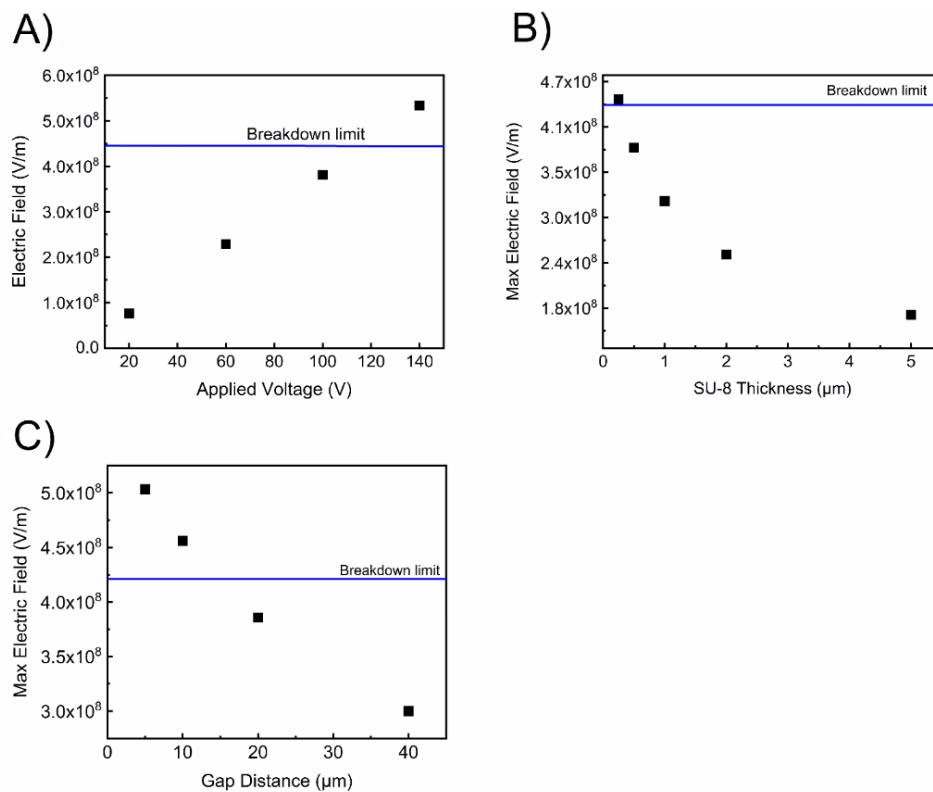 A)
6.0x10⁸
5.0x10⁸
4.0x10⁸
3.0x10⁸
2.0x10⁸
1.0x10⁸
0.0
Electric Field (V/m)
Breakdown limit
20 40 60 80 100 120 140
Applied Voltage (V)
B)
4.7x10⁸
4.1x10⁸
3.5x10⁸
3.0x10⁸
2.4x10⁸
1.8x10⁸
Max Electric Field (V/m)
Breakdown limit
0 1 2 3 4 5
SU-8 Thickness (µm)
C)
5.0x10⁸
4.5x10⁸
4.0x10⁸
3.5x10⁸
3.0x10⁸
Max Electric Field (V/m)
Breakdown limit
0 10 20 30 40
Gap Distance (µm)